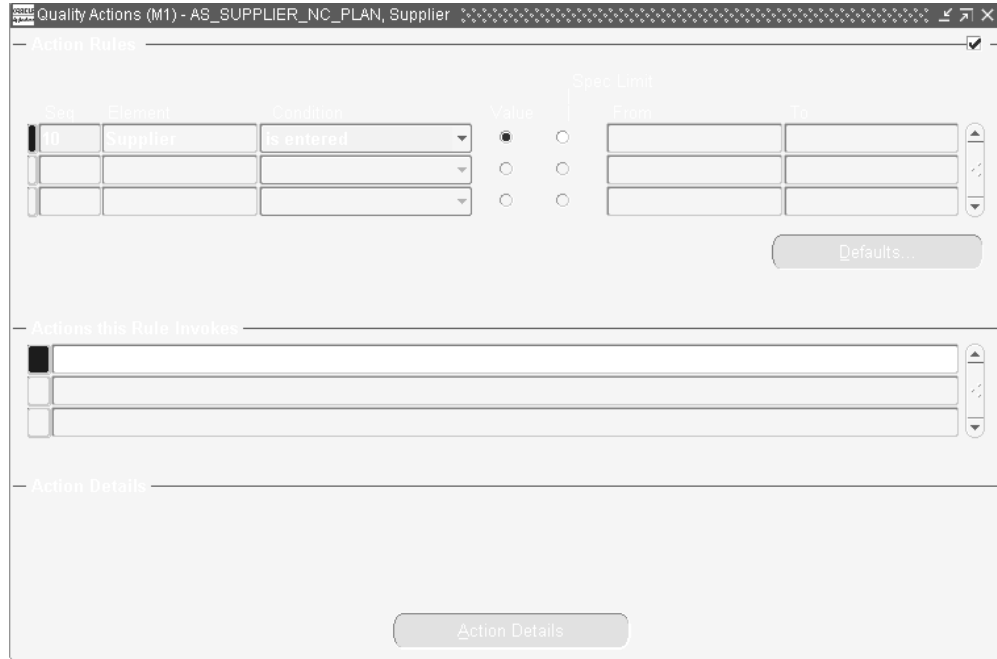 Quality Actions (M1) - AS_SUPPLIER_NC_PLAN, Supplier
Action Rules
Spec Limit
Seq Element Condition Value From To
10 Supplier is entered
Defaults...
Actions this Rule Invokes
Action Details
Action Details